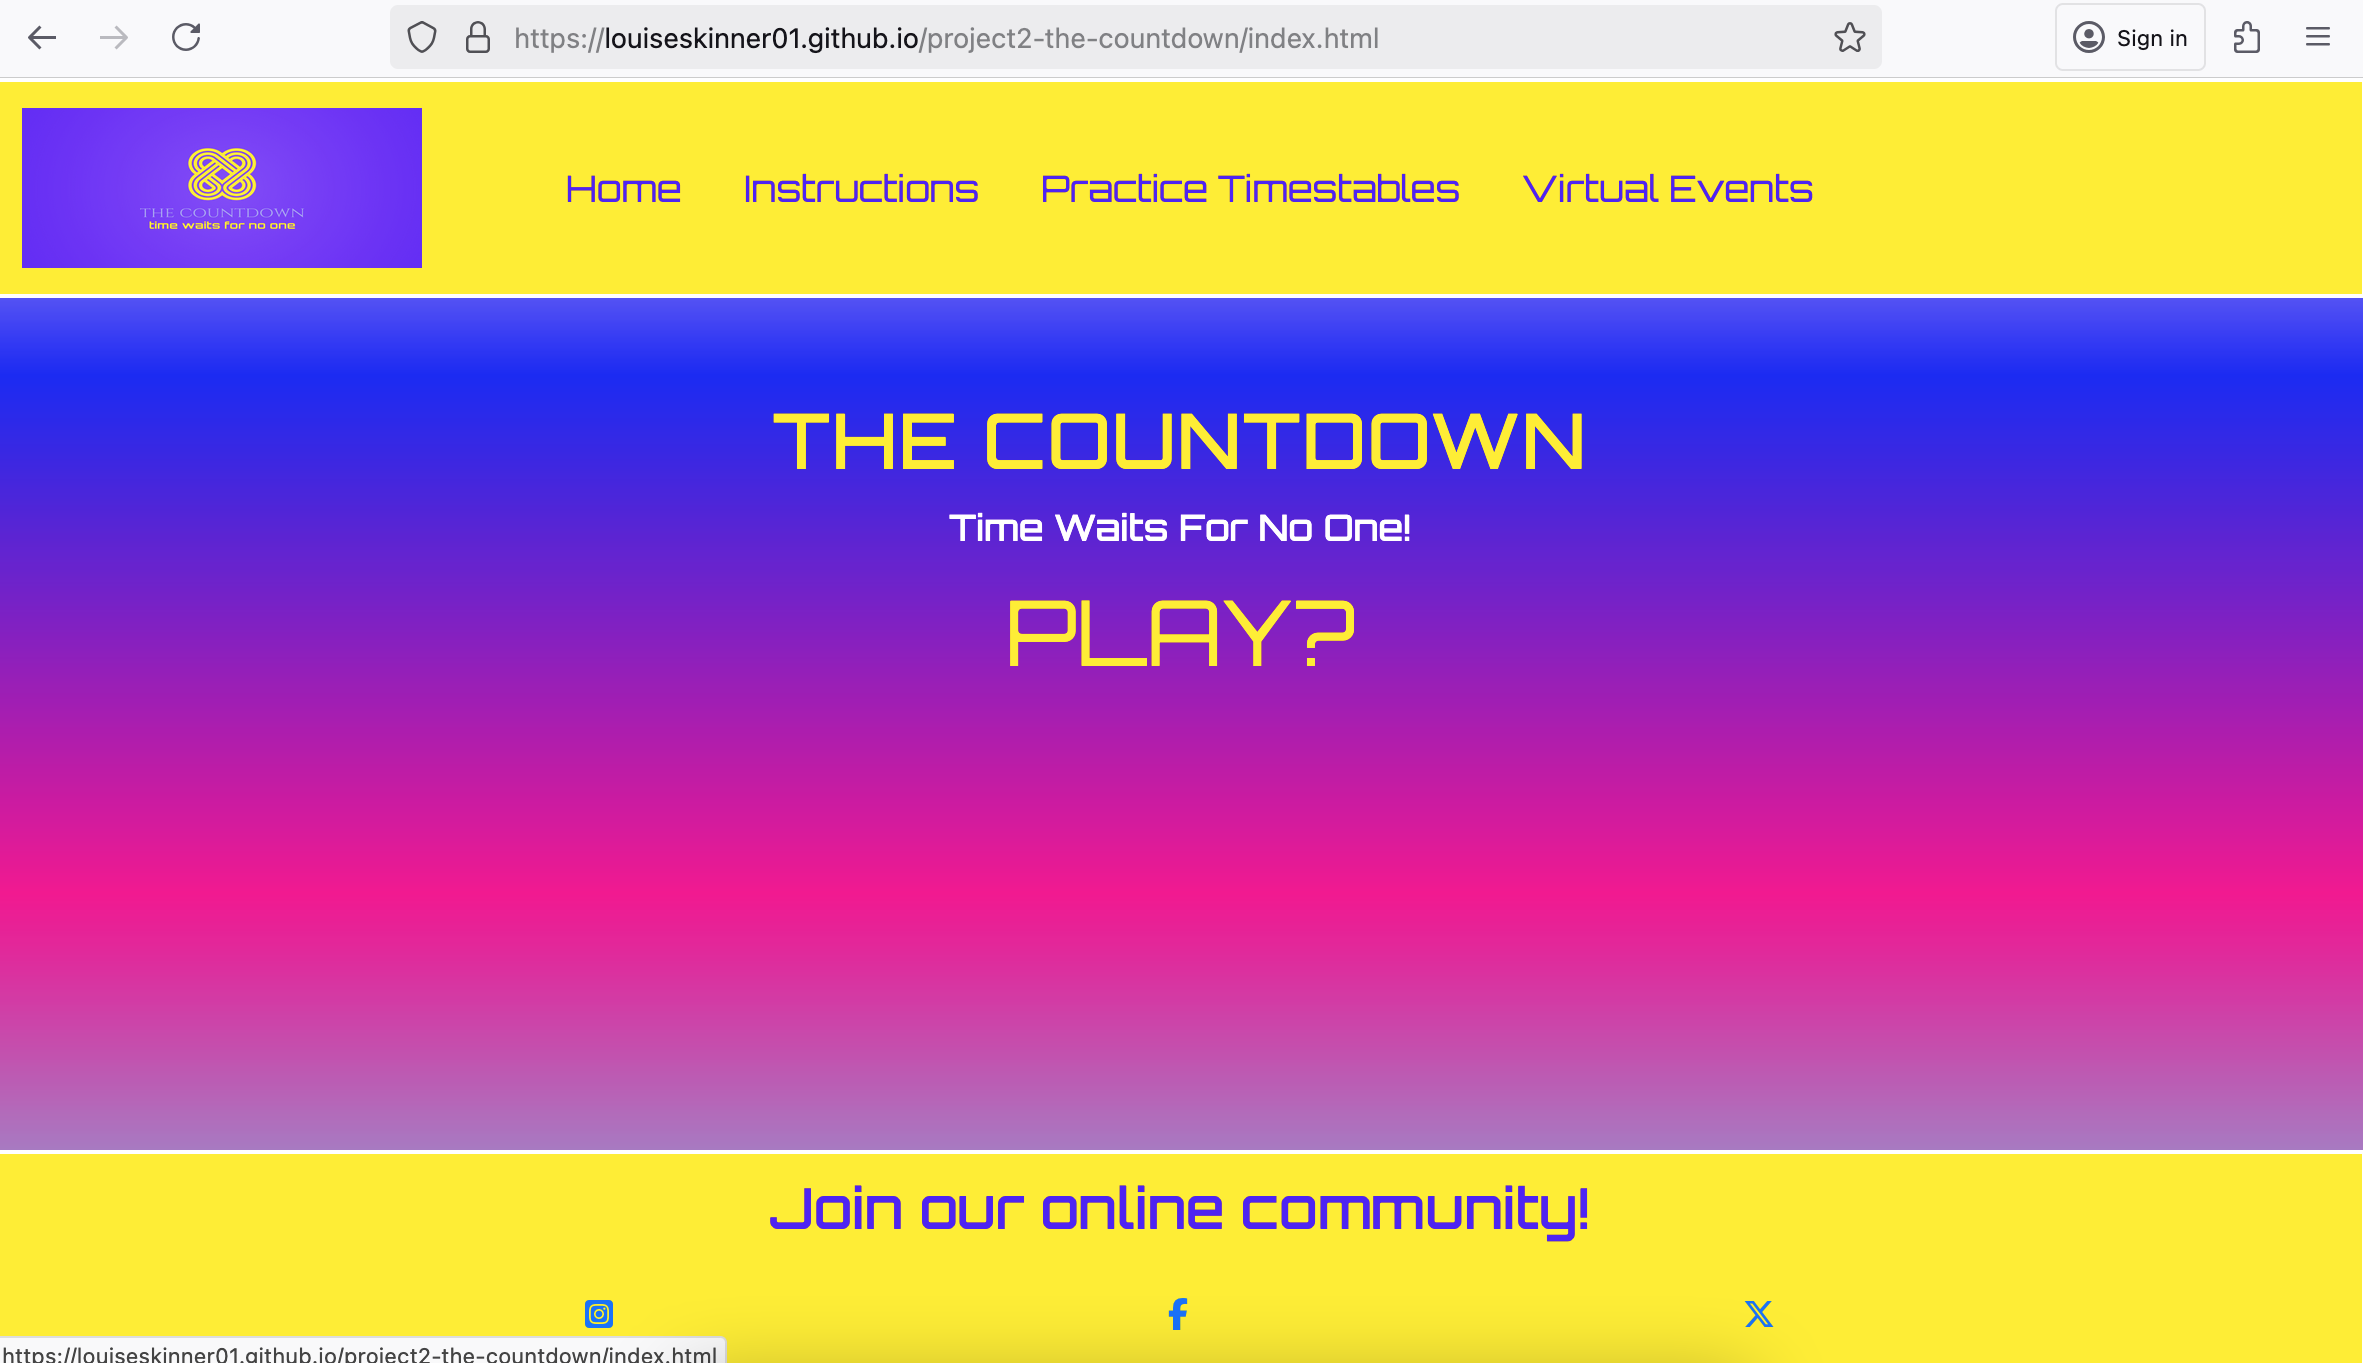 https://louiseskinner01.github.io/project2-the-countdown/index.html
Sign in
THE COUNTDOWN
time waits for no one
Home Instructions Practice Timestables Virtual Events
THE COUNTDOWN
Time Waits For No One!
PLAY?
Join our online community!
https://louiseskinner01.github.io/project2-the-countdown/index.html